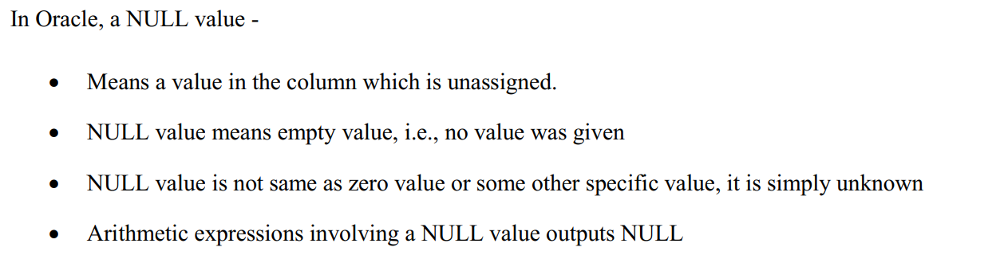 In Oracle, a NULL value -
• Means a value in the column which is unassigned.
• NULL value means empty value, i.e., no value was given
• NULL value is not same as zero value or some other specific value, it is simply unknown
• Arithmetic expressions involving a NULL value outputs NULL